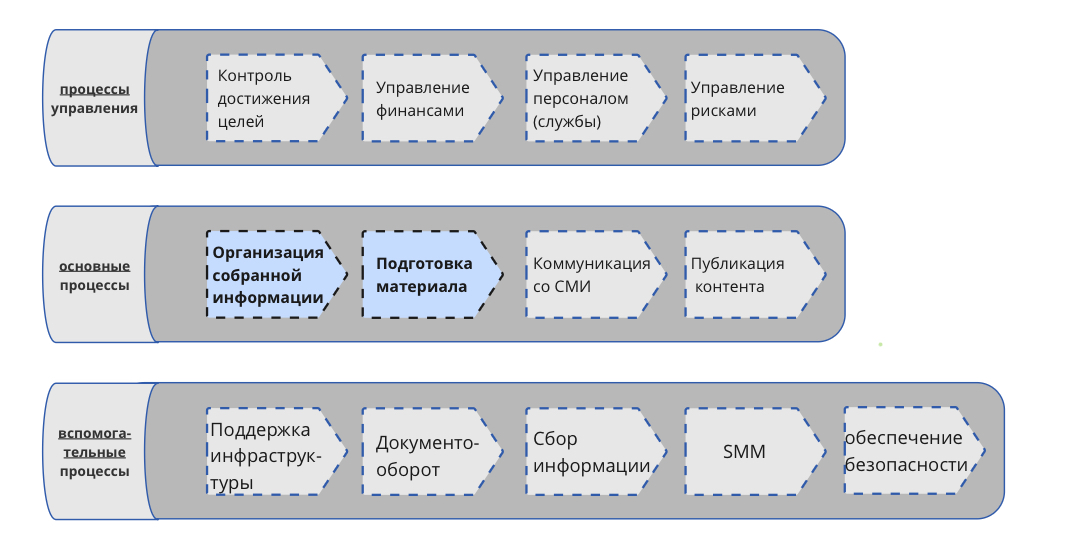 процессы
управления
Контроль
достижения
целей
Управление
финансами
Управление
персоналом
(службы)
Управление
рисками
основные
процессы
Организация
собранной
информации
Подготовка
материала
Коммуникация
со СМИ
Публикация
контента
вспомога-
тельные
процессы
Поддержка
инфраструк-
туры
Документо-
оборот
Сбор
информации
SMM
обеспечение
безопасности